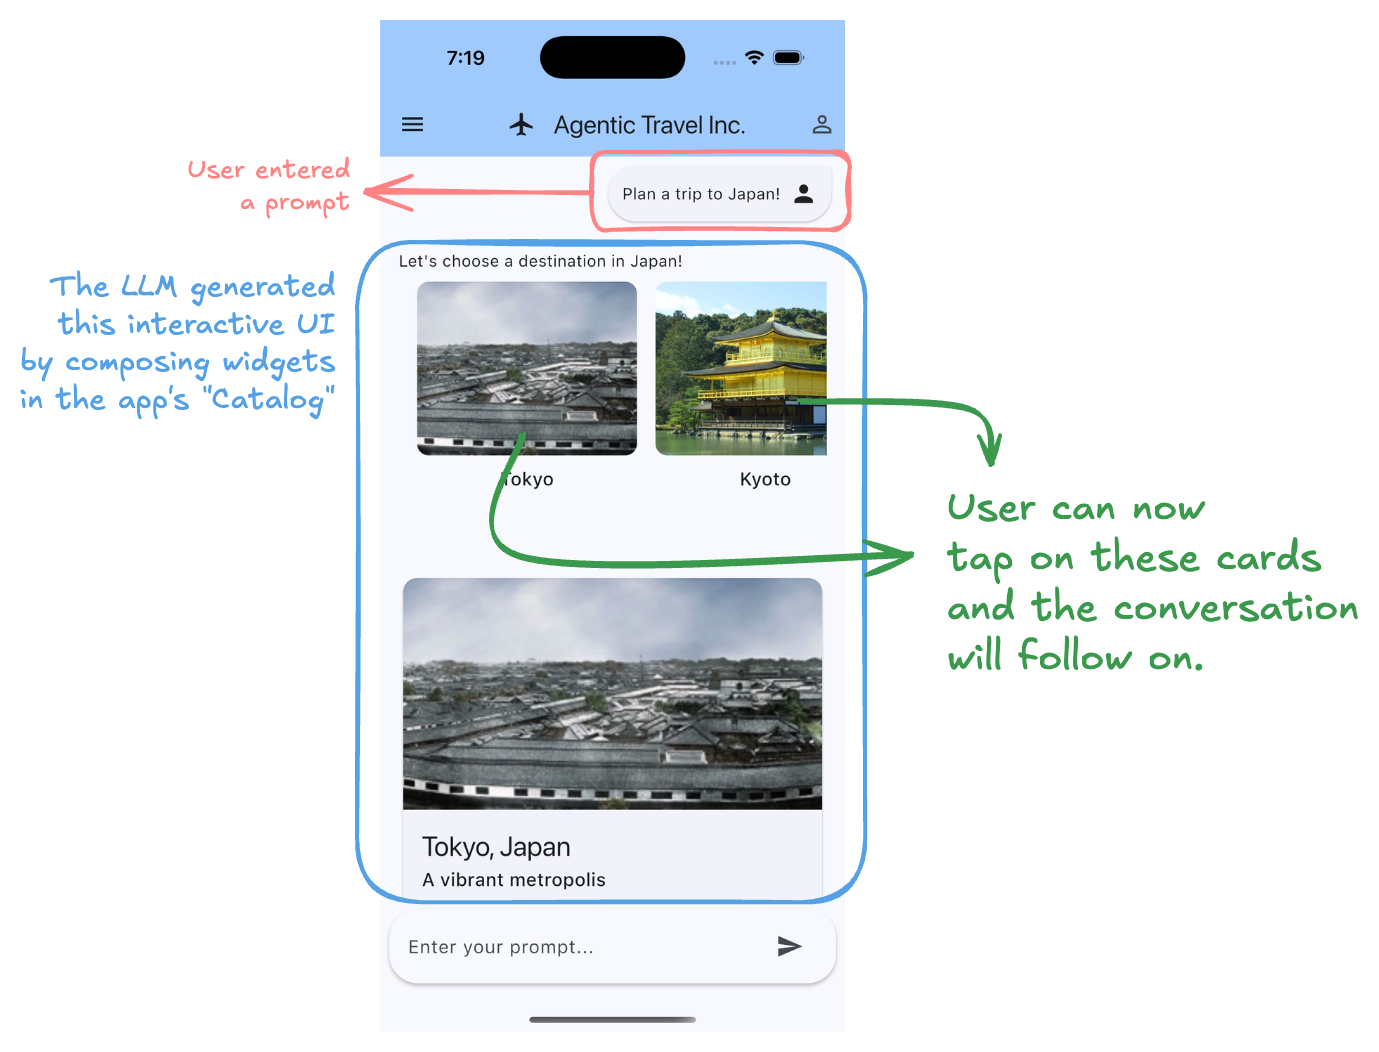 7:19
Agentic Travel Inc.
User entered
a prompt
Plan a trip to Japan!
The LLM generated
this interactive UI
by composing widgets
in the app's "Catalog"
Let's choose a destination in Japan!
Tokyo
Kyoto
User can now
tap on these cards
and the conversation
will follow on.
Tokyo, Japan
A vibrant metropolis
Enter your prompt...